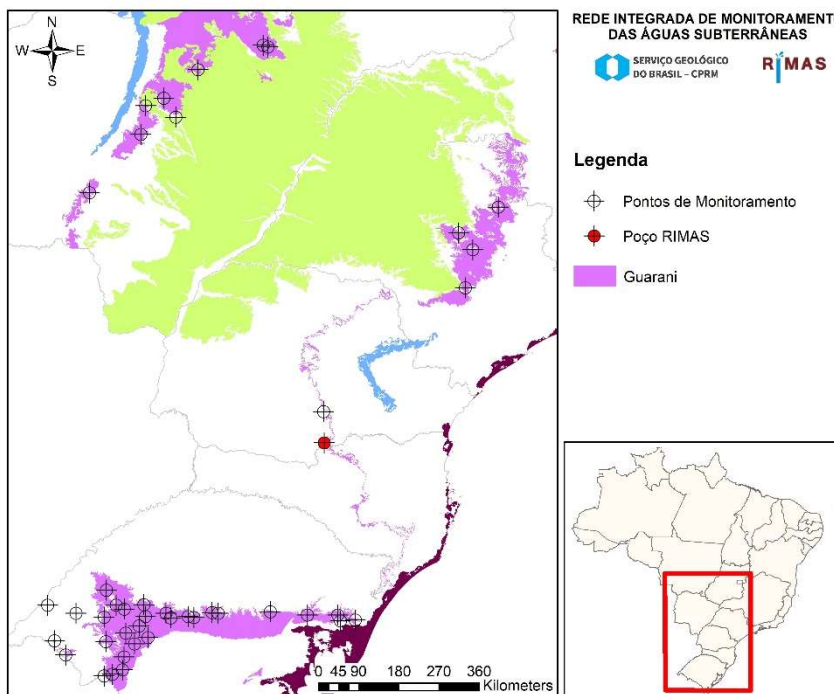 REDE INTEGRADA DE MONITORAMENT
DAS ÁGUAS SUBTERRÂNEAS
SERVIÇO GEOLÓGICO
DO BRASIL – CPRM
RIMAS
N
W E
S
Legenda
Pontos de Monitoramento
Poço RIMAS
Guarani
0 45 90 180 270 360
Kilometers